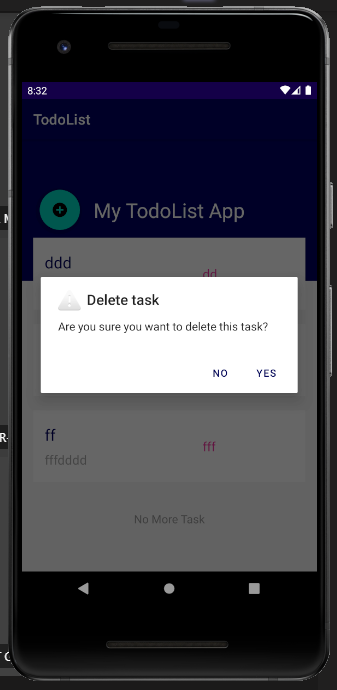 8:32
TodoList
My TodoList App
ddd
dd
Delete task
Are you sure you want to delete this task?
NO
YES
ff
fff
fffdddd
No More Task